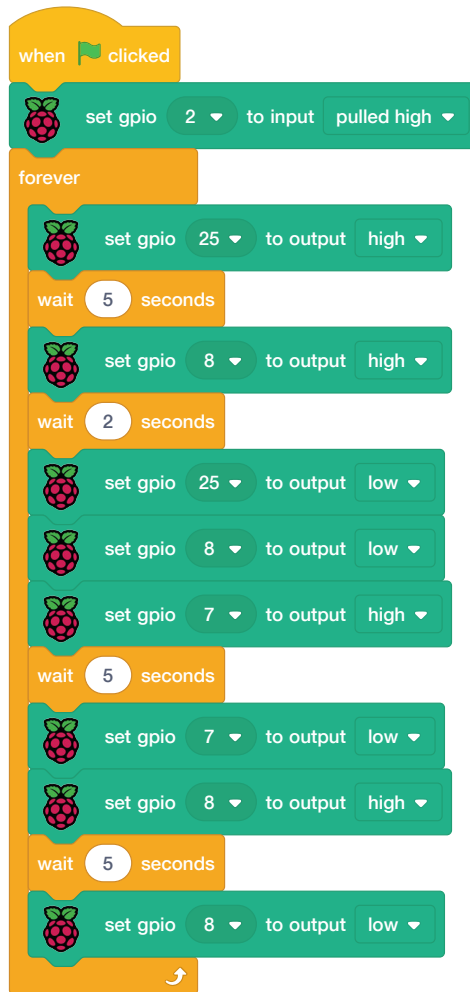 when clicked
set gpio 2 to input pulled high
forever
set gpio 25 to output high
wait 5 seconds
set gpio 8 to output high
wait 2 seconds
set gpio 25 to output low
set gpio 8 to output low
set gpio 7 to output high
wait 5 seconds
set gpio 7 to output low
set gpio 8 to output high
wait 5 seconds
set gpio 8 to output low